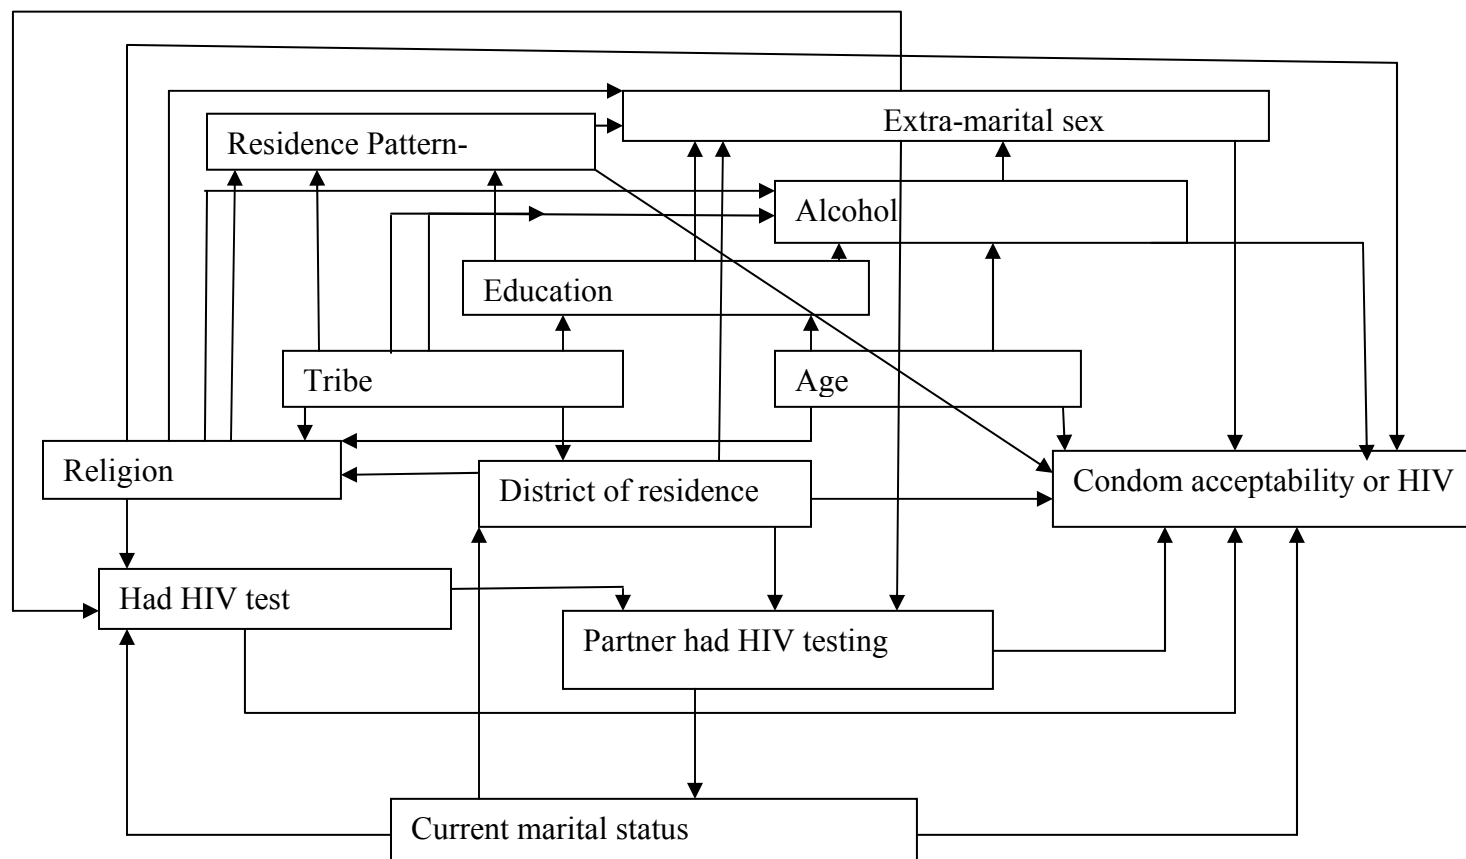 Extra-marital sex
Residence Pattern-
Alcohol
Education
Tribe
Age
Religion
District of residence
Condom acceptability or HIV
Had HIV test
Partner had HIV testing
Current marital status